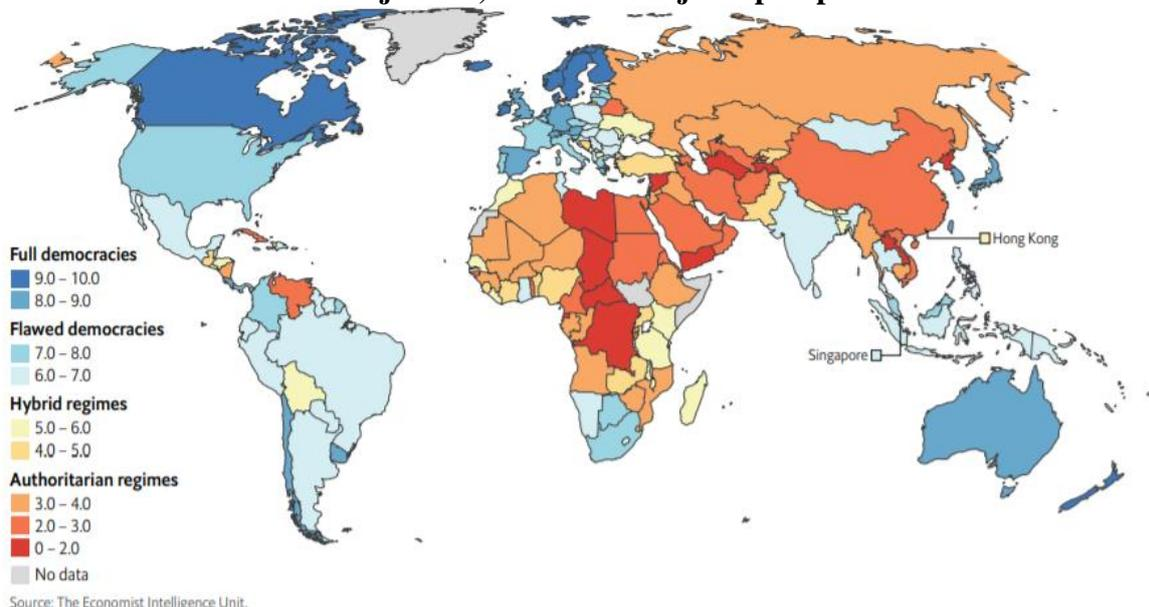 Full democracies
9.0 – 10.0
8.0 – 9.0
Flawed democracies
7.0 – 8.0
6.0 – 7.0
Hybrid regimes
5.0 – 6.0
4.0 – 5.0
Authoritarian regimes
3.0 – 4.0
2.0 – 3.0
0 – 2.0
No data
Source: The Economist Intelligence Unit.
Hong Kong
Singapore